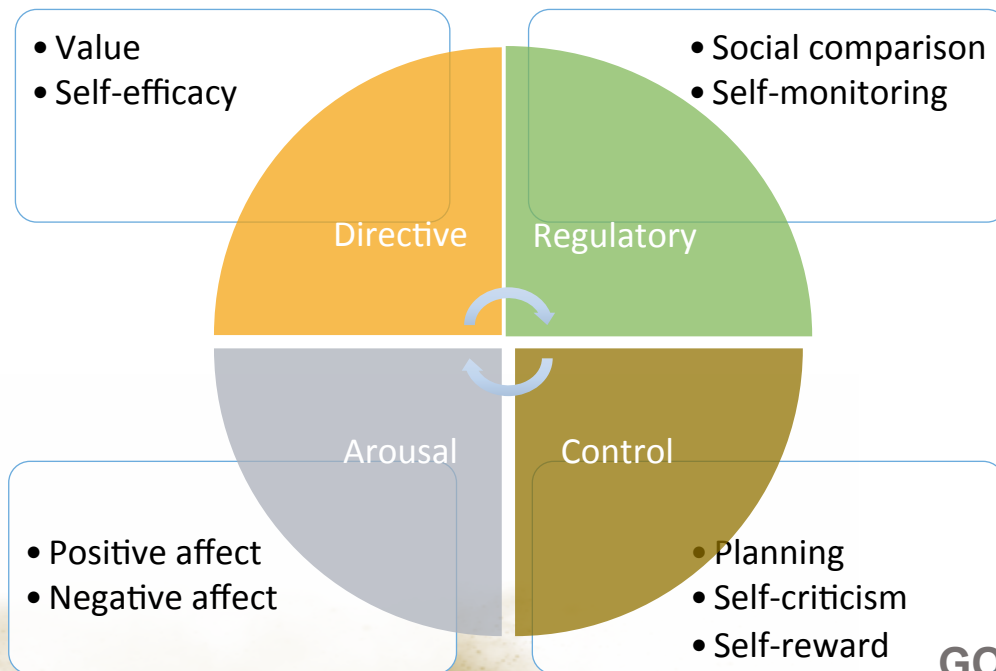 • Value
• Self-efficacy
• Social comparison
• Self-monitoring
Directive
Regulatory
Arousal
Control
• Positive affect
• Negative affect
• Planning
• Self-criticism
• Self-reward